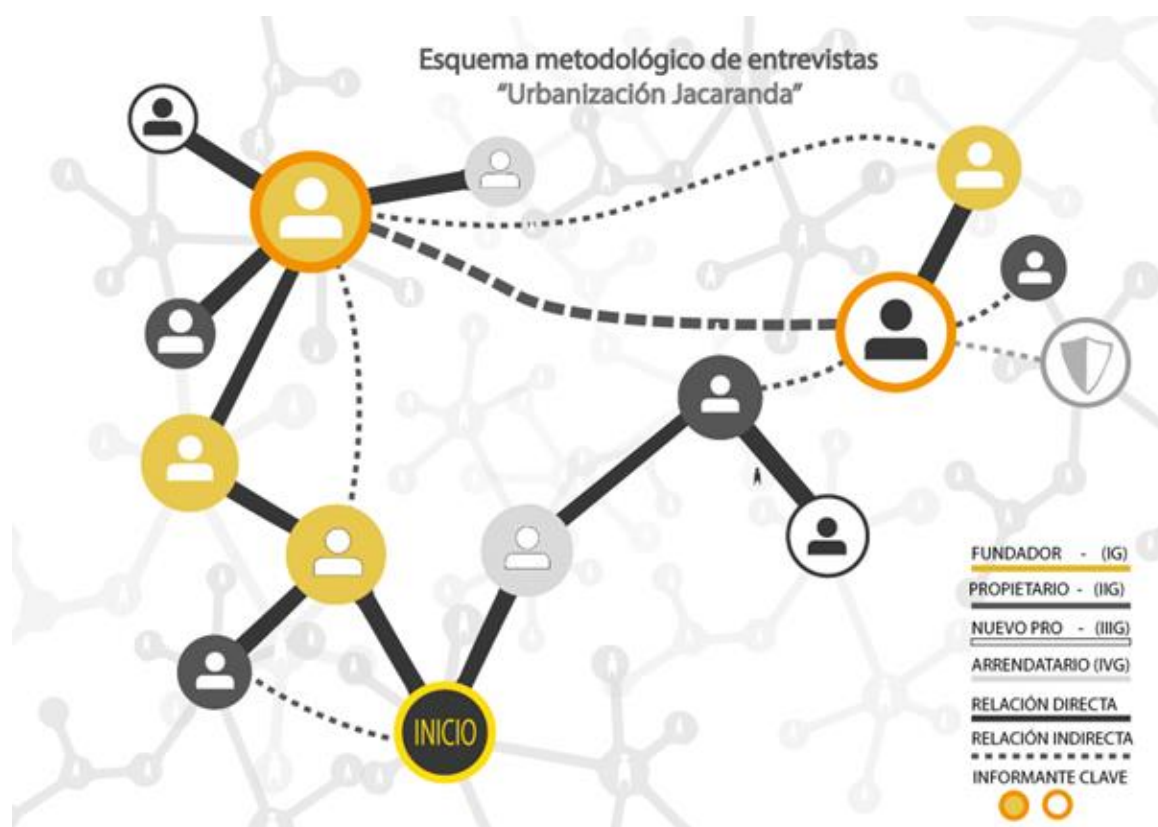 Esquema metodológico de entrevistas
“Urbanización Jacaranda”
INICIO
FUNDADOR - (IG)
PROPIETARIO - (IIG)
NUEVO PRO - (IIIG)
ARRENDATARIO (IVG)
RELACIÓN DIRECTA
RELACIÓN INDIRECTA
INFORMANTE CLAVE